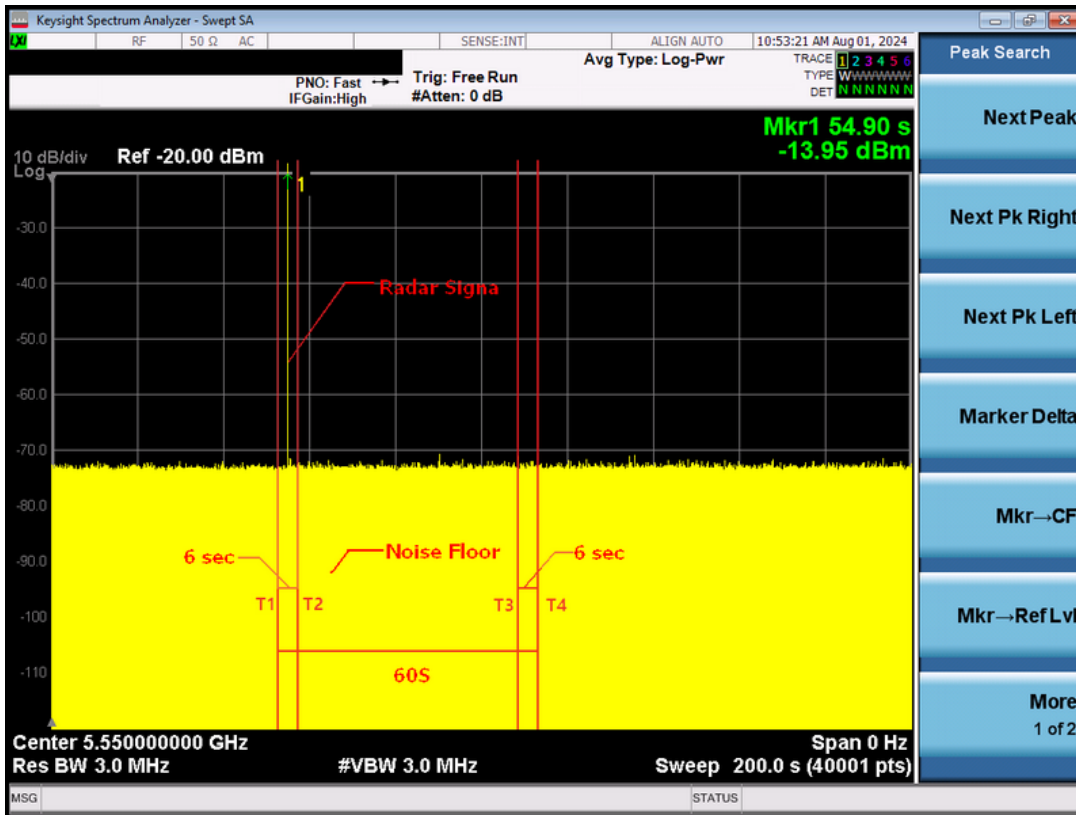 Keysight Spectrum Analyzer - Swept SA
LXI RF 50 Ω AC SENSE:INT ALIGN AUTO 10:53:21 AM Aug 01, 2024
Peak Search
PNO: Fast
IFGain:High
Trig: Free Run
#Atten: 0 dB
Avg Type: Log-Pwr
TRACE 1 2 3 4 5 6
TYPE WWWWWW
DET N N N N N N
Next Peak
Mkr1 54.90 s
-13.95 dBm
10 dB/div Ref -20.00 dBm
Log
1
Next Pk Right
-30.0
-40.0
Radar Signa
Next Pk Left
-50.0
-60.0
Marker Delta
-70.0
-80.0
Mkr→CF
-90.0
6 sec Noise Floor 6 sec
T1 T2 T3 T4
-100
Mkr→Ref Lvl
-110
60S
More
1 of 2
Center 5.550000000 GHz Span 0 Hz
Res BW 3.0 MHz #VBW 3.0 MHz Sweep 200.0 s (40001 pts)
MSG STATUS